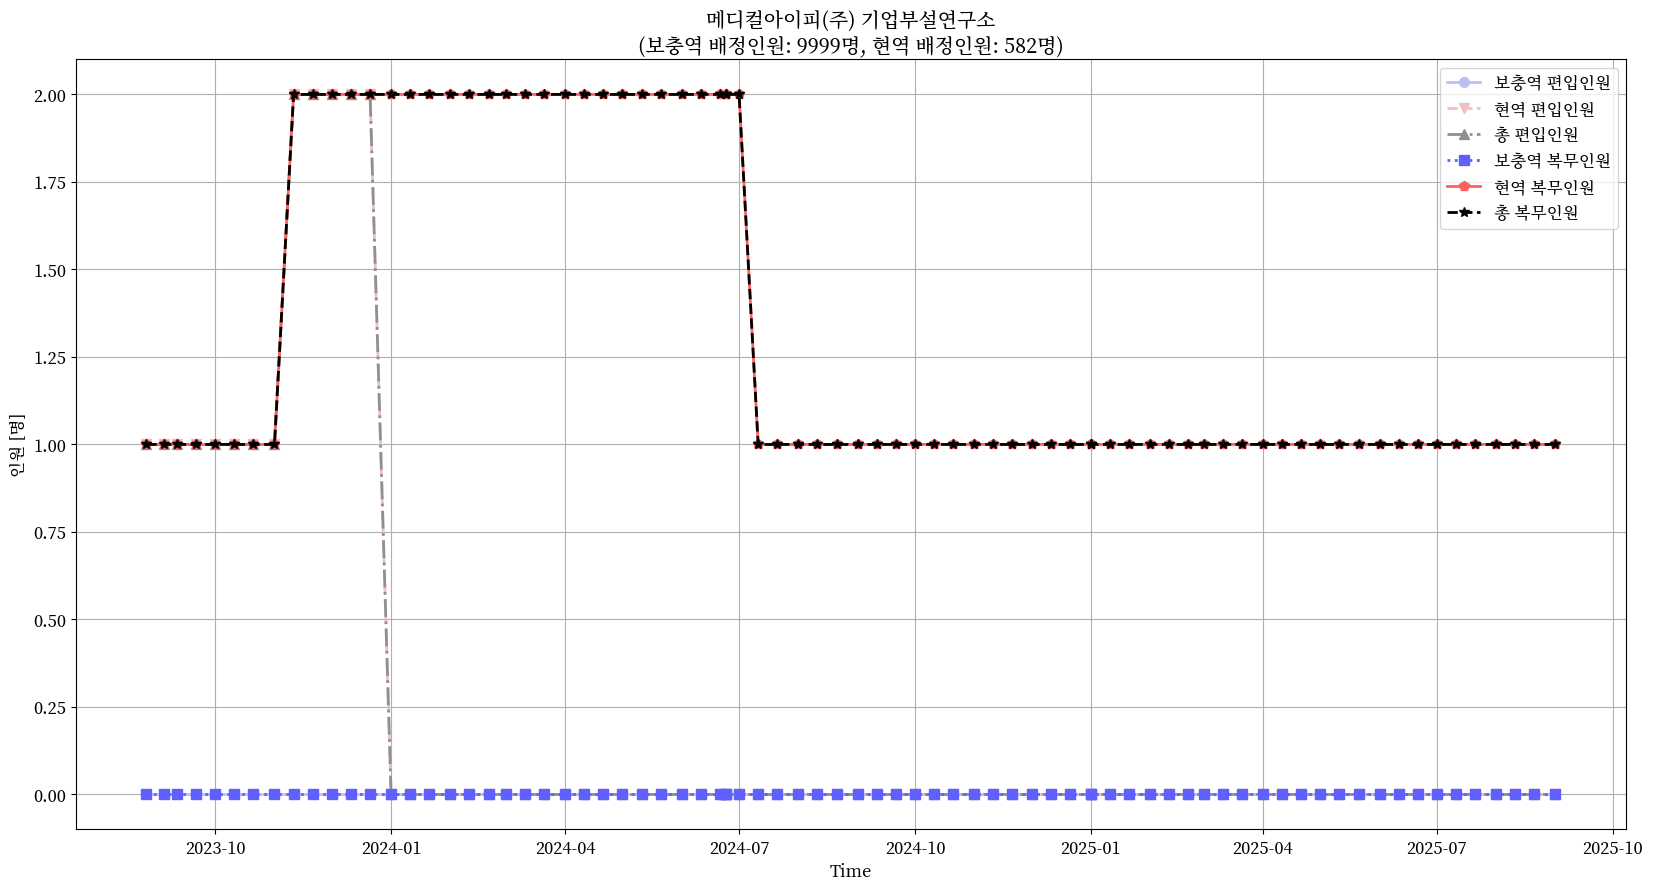 메디컬아이피(주) 기업부설연구소
(보충역 배정인원: 9999명, 현역 배정인원: 582명)
보충역 편입인원
현역 편입인원
총 편입인원
보충역 복무인원
현역 복무인원
총 복무인원
인원 [명]
2.00
1.75
1.50
1.25
1.00
0.75
0.50
0.25
0.00
2023-10
2024-01
2024-04
2024-07
2024-10
2025-01
2025-04
2025-07
2025-10
Time